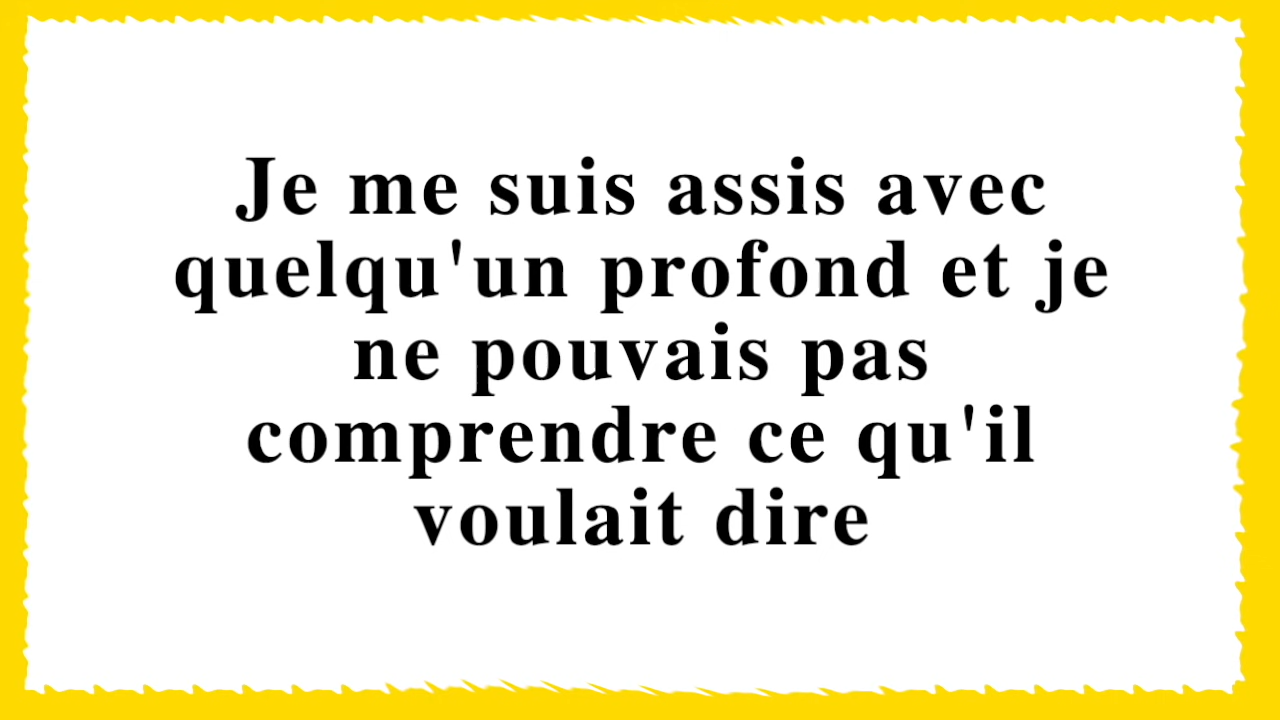 Je me suis assis avec
quelqu'un profond et je
ne pouvais pas
comprendre ce qu'il
voulait dire